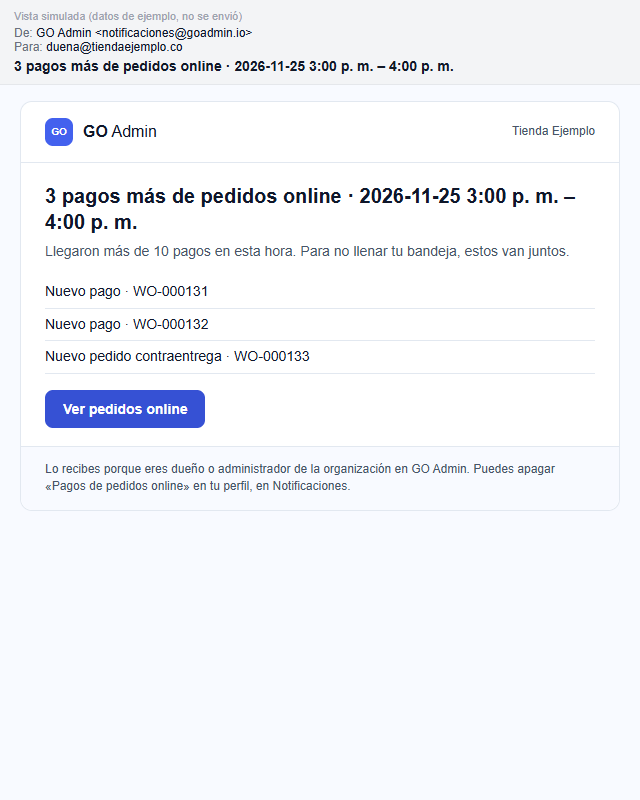 Vista simulada (datos de ejemplo, no se envió)
De: GO Admin <notificaciones@goadmin.io>
Para: duena@tiendaejemplo.co
3 pagos más de pedidos online · 2026-11-25 3:00 p. m. – 4:00 p. m.
GO GO Admin Tienda Ejemplo
3 pagos más de pedidos online · 2026-11-25 3:00 p. m. –
4:00 p. m.
Llegaron más de 10 pagos en esta hora. Para no llenar tu bandeja, estos van juntos.
Nuevo pago · WO-000131
Nuevo pago · WO-000132
Nuevo pedido contraentrega · WO-000133
Ver pedidos online
Lo recibes porque eres dueño o administrador de la organización en GO Admin. Puedes apagar
«Pagos de pedidos online» en tu perfil, en Notificaciones.